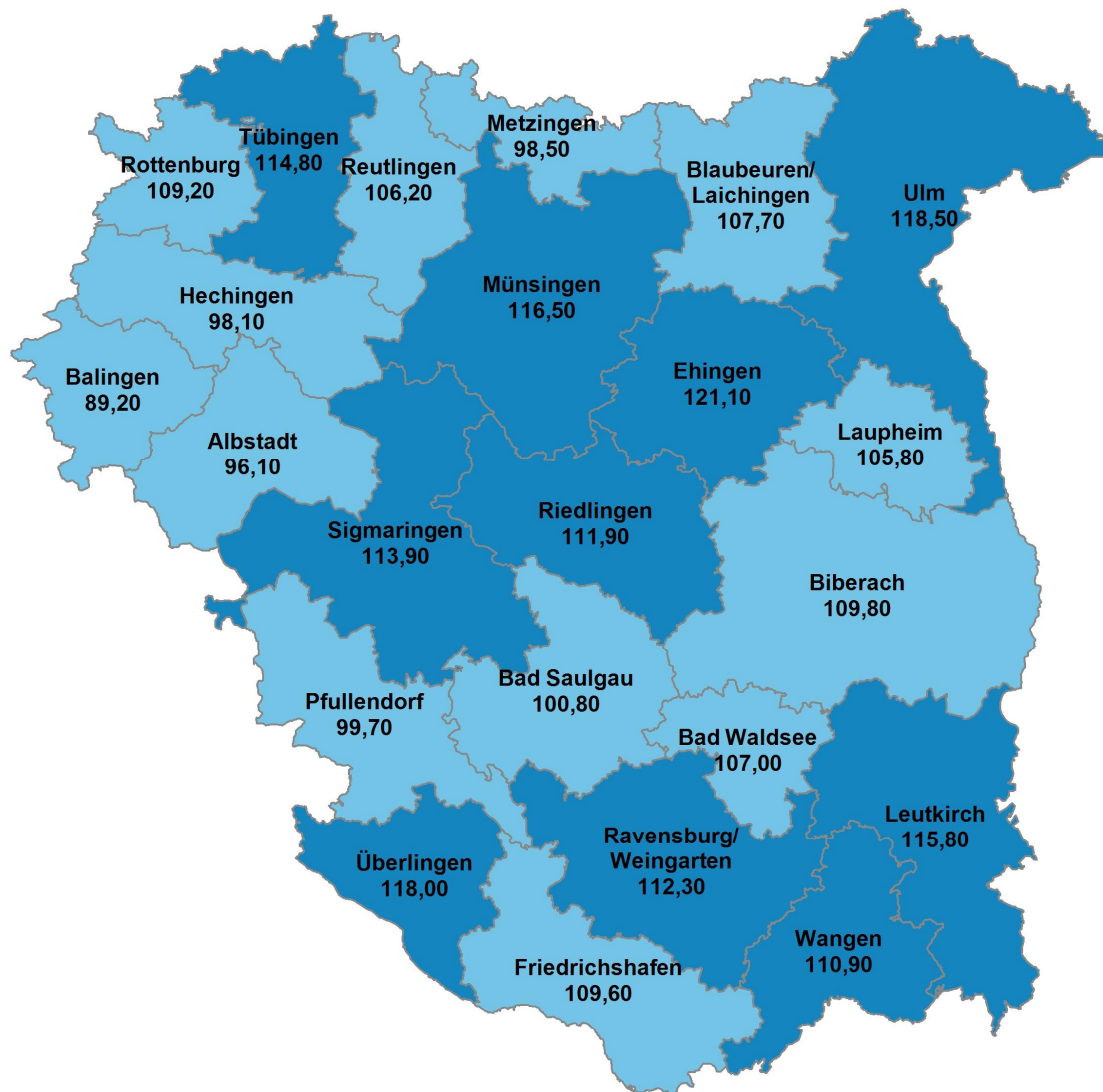 Metzingen
98,50
Tübingen
114,80
Rottenburg
109,20
Reutlingen
106,20
Blaubeuren/
Laichingen
107,70
Ulm
118,50
Hechingen
98,10
Münsingen
116,50
Balingen
89,20
Ehingen
121,10
Albstadt
96,10
Laupheim
105,80
Sigmaringen
113,90
Riedlingen
111,90
Biberach
109,80
Pfullendorf
99,70
Bad Saulgau
100,80
Bad Waldsee
107,00
Leutkirch
115,80
Überlingen
118,00
Ravensburg/
Weingarten
112,30
Wangen
110,90
Friedrichshafen
109,60